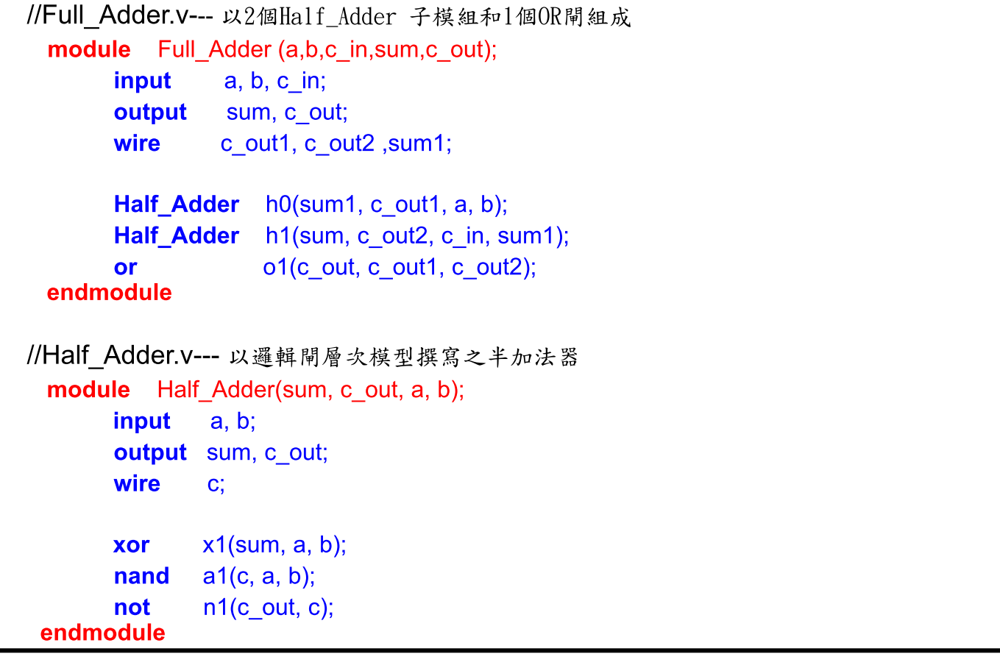 //Full_Adder.v--- 以2個Half_Adder 子模組和1個OR閘組成
module Full_Adder (a,b,c_in,sum,c_out);
input a, b, c_in;
output sum, c_out;
wire c_out1, c_out2 ,sum1;
Half_Adder h0(sum1, c_out1, a, b);
Half_Adder h1(sum, c_out2, c_in, sum1);
or o1(c_out, c_out1, c_out2);
endmodule
//Half_Adder.v--- 以邏輯閘層次模型撰寫之半加法器
module Half_Adder(sum, c_out, a, b);
input a, b;
output sum, c_out;
wire c;
xor x1(sum, a, b);
nand a1(c, a, b);
not n1(c_out, c);
endmodule